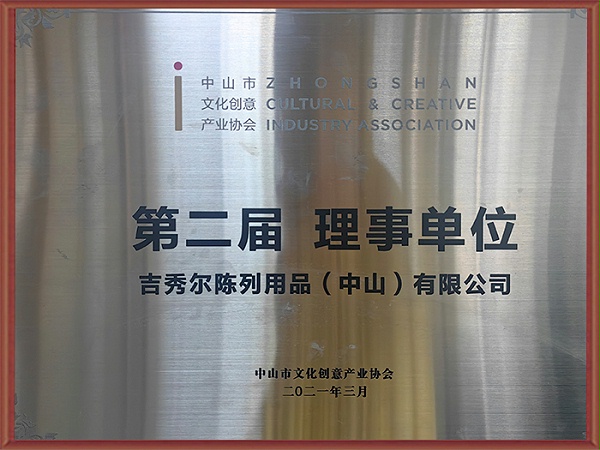 中山市 ZHONGSHAN
文化创意 CULTURAL & CREATIVE
产业协会 INDUSTRY ASSOCIATION
第二届 理事单位
吉秀尔陈列用品（中山）有限公司
中山市文化创意产业协会
二〇二一年三月